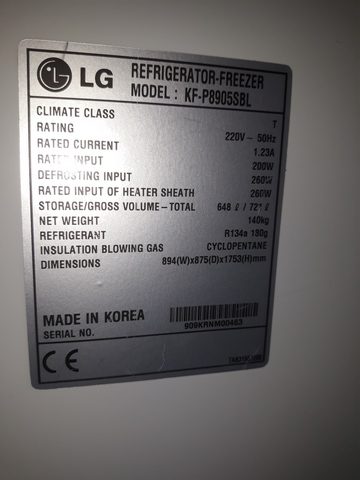 LG
REFRIGERATOR-FREEZER
MODEL : KF-P8905SBL
CLIMATE CLASS T
RATING 220V~ 50Hz
RATED CURRENT 1.23A
RATED INPUT 200W
DEFROSTING INPUT 260W
RATED INPUT OF HEATER SHEATH 260W
STORAGE/GROSS VOLUME-TOTAL 648 ℓ / 721 ℓ
NET WEIGHT 140kg
REFRIGERANT R134a 180g
INSULATION BLOWING GAS CYCLOPENTANE
DIMENSIONS 894(W)x875(D)x1753(H)mm
MADE IN KOREA
SERIAL NO. 909KRNM00463
CE